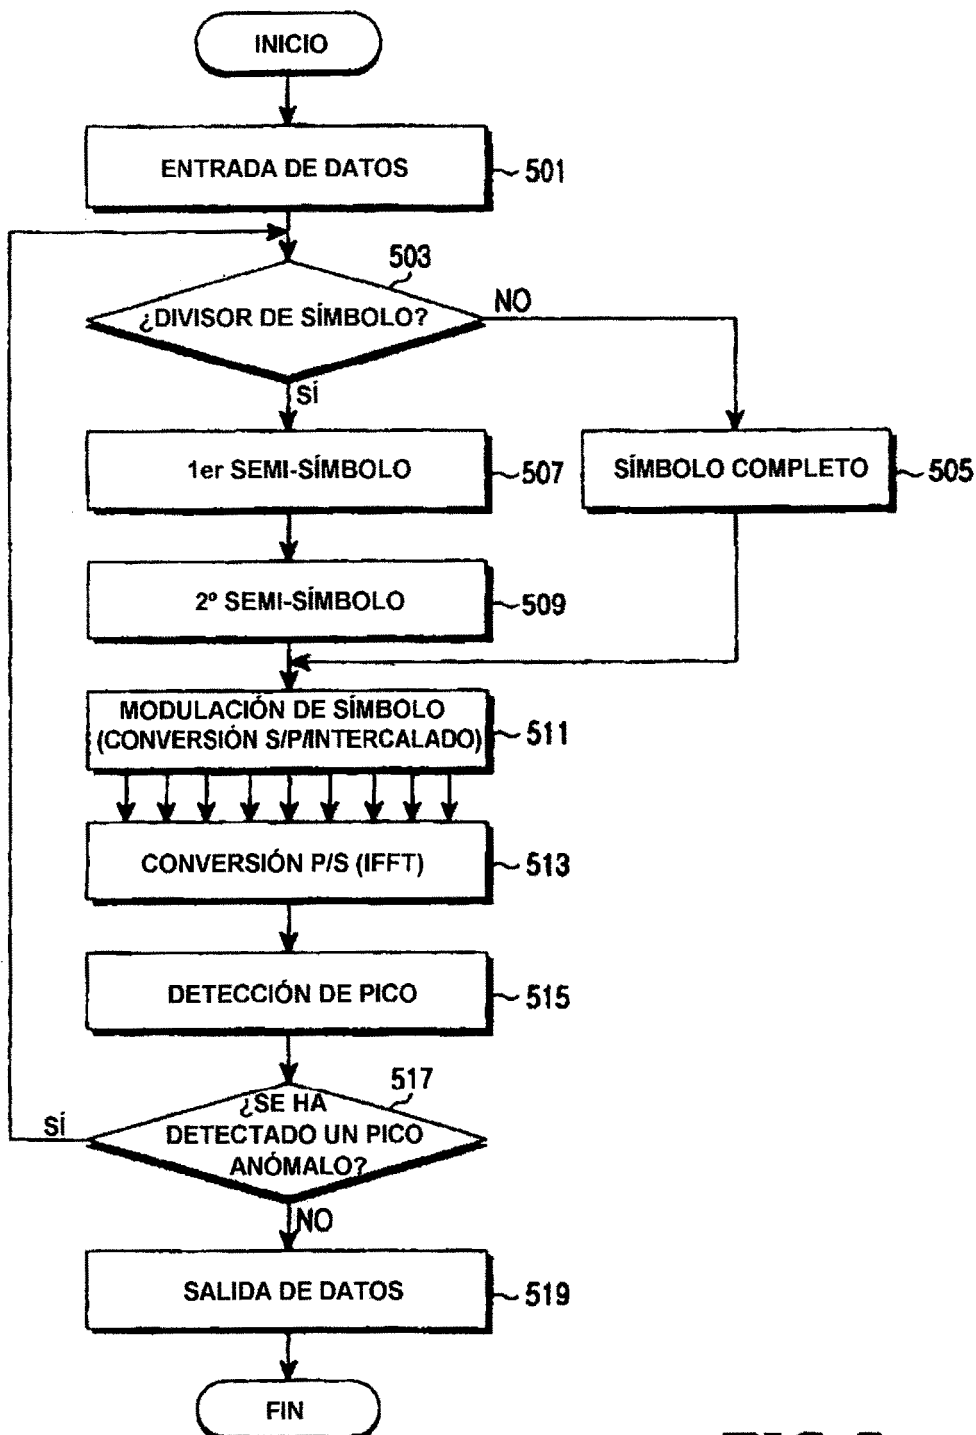 INICIO
ENTRADA DE DATOS
501
503
¿DIVISOR DE SÍMBOLO?
NO
SÍ
1er SEMI-SÍMBOLO
507
SÍMBOLO COMPLETO
505
2º SEMI-SÍMBOLO
509
MODULACIÓN DE SÍMBOLO
(CONVERSIÓN S/P/INTERCALADO)
511
CONVERSIÓN P/S (IFFT)
513
DETECCIÓN DE PICO
515
517
¿SE HA
DETECTADO UN PICO
ANÓMALO?
SÍ
NO
SALIDA DE DATOS
519
FIN